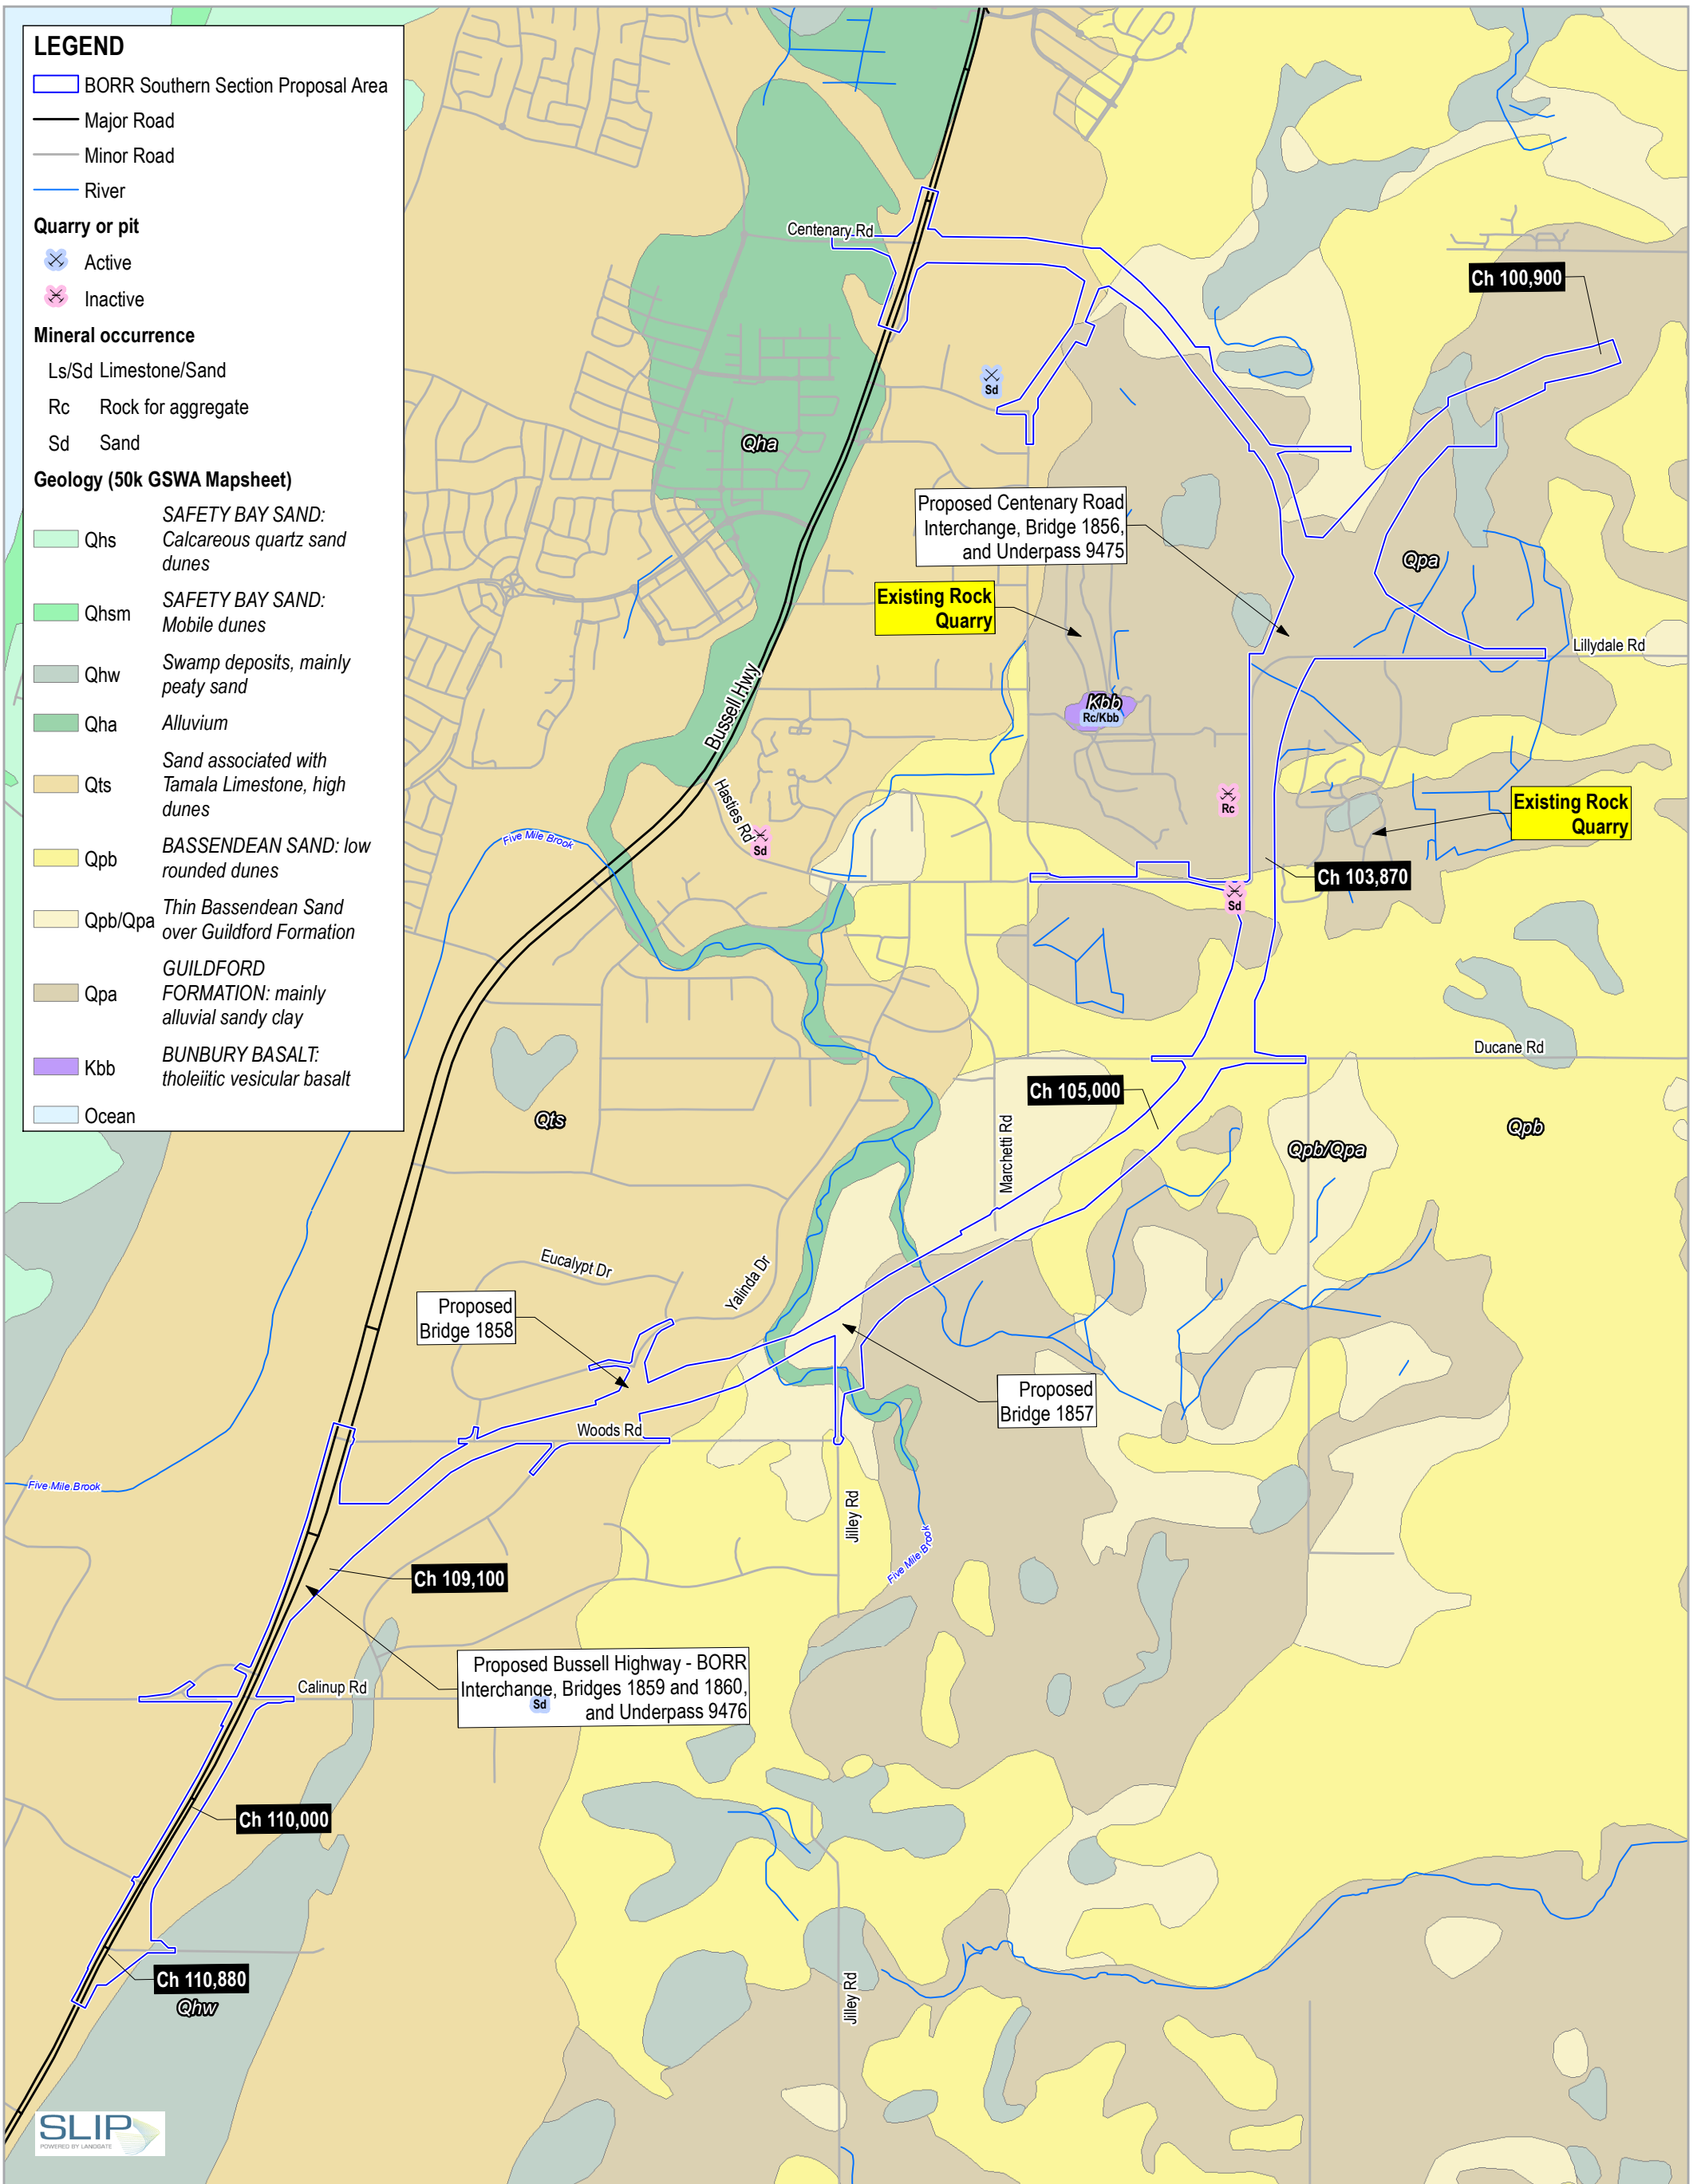 LEGEND
BORR Southern Section Proposal Area
Major Road
Minor Road
River
Quarry or pit
Active
Inactive
Mineral occurrence
Ls/Sd Limestone/Sand
Rc Rock for aggregate
Sd Sand
Geology (50k GSWA Mapsheet)
Qhs SAFETY BAY SAND:
Calcareous quartz sand
dunes
Qhsm SAFETY BAY SAND:
Mobile dunes
Qhw Swamp deposits, mainly
peaty sand
Qha Alluvium
Qts Sand associated with
Tamala Limestone, high
dunes
Qpb BASSENDEAN SAND: low
rounded dunes
Qpb/Qpa Thin Bassendean Sand
over Guildford Formation
Qpa GUILDFORD
FORMATION: mainly
alluvial sandy clay
Kbb BUNBURY BASALT:
tholeiitic vesicular basalt
Ocean
Centenary Rd
Ch 100,900
Sd
Qha
Proposed Centenary Road
Interchange, Bridge 1856,
and Underpass 9475
Qpa
Existing Rock
Quarry
Lillydale Rd
Bussell Hwy
Kbb
Rc/Kbb
Hasties Rd
Sd
Rc
Existing Rock
Quarry
Five Mile Brook
Ch 103,870
Sd
Ducane Rd
Ch 105,000
Qts
Marchetti Rd
Qpb/Qpa
Qpb
Eucalypt Dr
Yalinda Dr
Proposed
Bridge 1858
Proposed
Bridge 1857
Woods Rd
Five Mile Brook
Jilley Rd
Five Mile Brook
Ch 109,100
Proposed Bussell Highway - BORR
Interchange, Bridges 1859 and 1860,
and Underpass 9476
Sd
Calinup Rd
Ch 110,000
Ch 110,880
Qhw
Jilley Rd
SLIP
POWERED BY LANDGATE